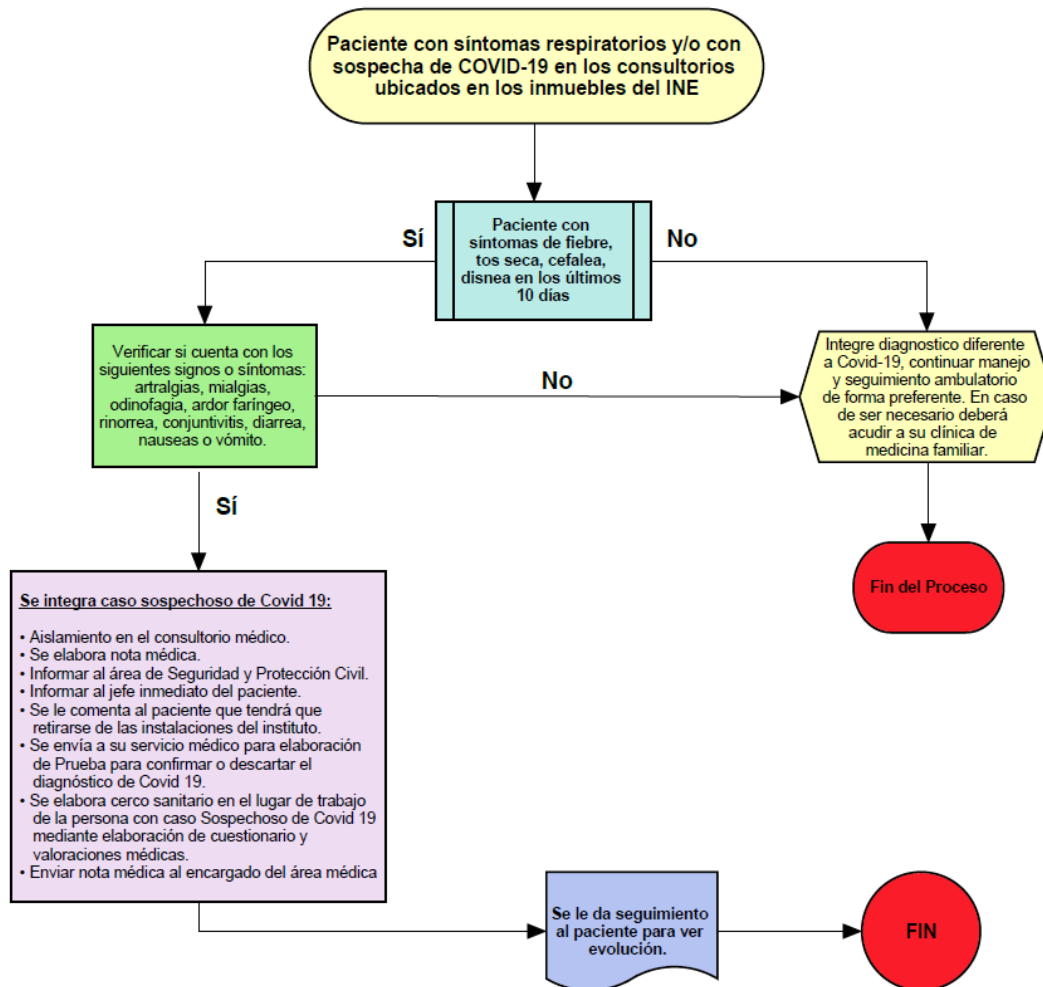 Paciente con síntomas respiratorios y/o con
sospecha de COVID-19 en los consultorios
ubicados en los inmuebles del INE
Sí
Paciente con
síntomas de fiebre,
tos seca, cefalea,
disnea en los últimos
10 días
No
Verificar si cuenta con los
siguientes signos o síntomas:
artralgias, mialgias,
odinofagia, ardor faríngeo,
rinorrea, conjuntivitis, diarrea,
nauseas o vómito.
No
Integre diagnostico diferente
a Covid-19, continuar manejo
y seguimiento ambulatorio
de forma preferente. En caso
de ser necesario deberá
acudir a su clínica de
medicina familiar.
Sí
Fin del Proceso
Se integra caso sospechoso de Covid 19:
• Aislamiento en el consultorio médico.
• Se elabora nota médica.
• Informar al área de Seguridad y Protección Civil.
• Informar al jefe inmediato del paciente.
• Se le comenta al paciente que tendrá que
retirarse de las instalaciones del instituto.
• Se envía a su servicio médico para elaboración
de Prueba para confirmar o descartar el
diagnóstico de Covid 19.
• Se elabora cerco sanitario en el lugar de trabajo
de la persona con caso Sospechoso de Covid 19
mediante elaboración de cuestionario y
valoraciones médicas.
• Enviar nota médica al encargado del área médica
Se le da seguimiento
al paciente para ver
evolución.
FIN